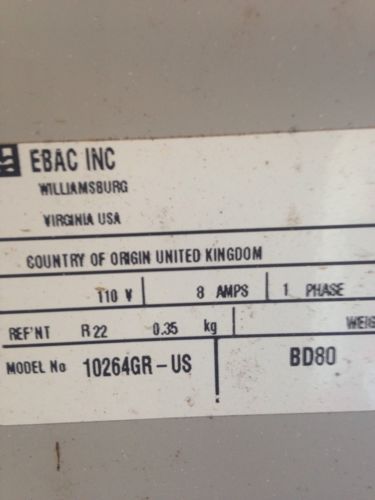 EBAC INC
WILLIAMSBURG
VIRGINIA USA
COUNTRY OF ORIGIN UNITED KINGDOM
110 V 8 AMPS 1 PHASE
REF'NT R22 0.35 kg
MODEL No 10264GR-US BD80